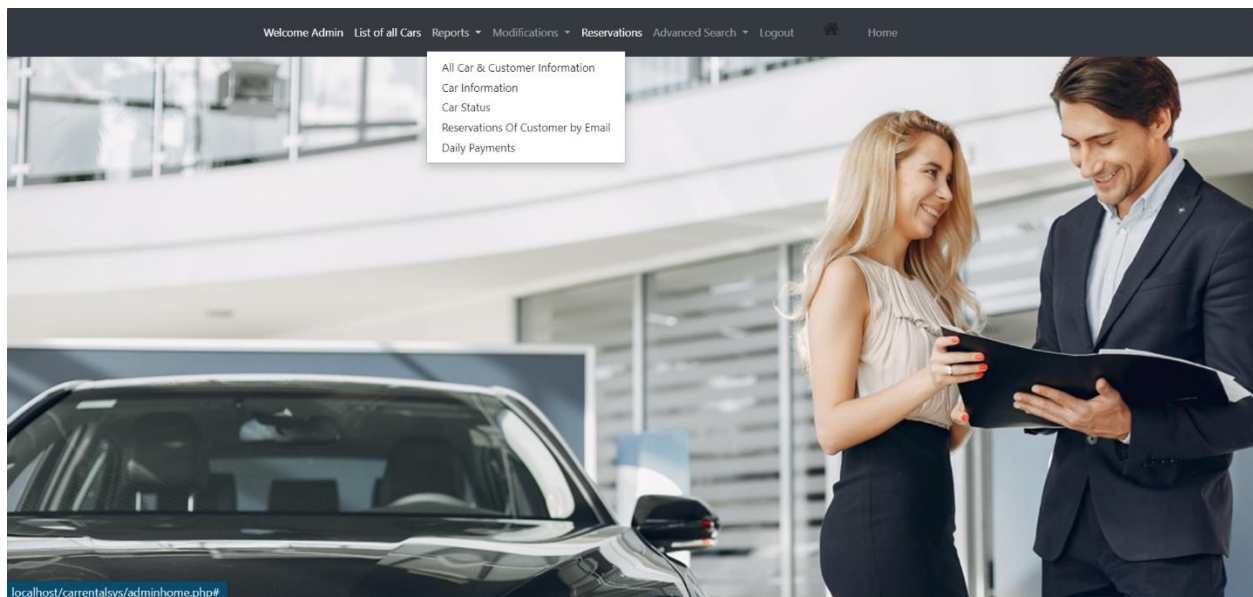 Welcome Admin List of all Cars Reports Modifications Reservations Advanced Search Logout Home
All Car & Customer Information
Car Information
Car Status
Reservations Of Customer by Email
Daily Payments
localhost/carrentalsys/adminhome.php#